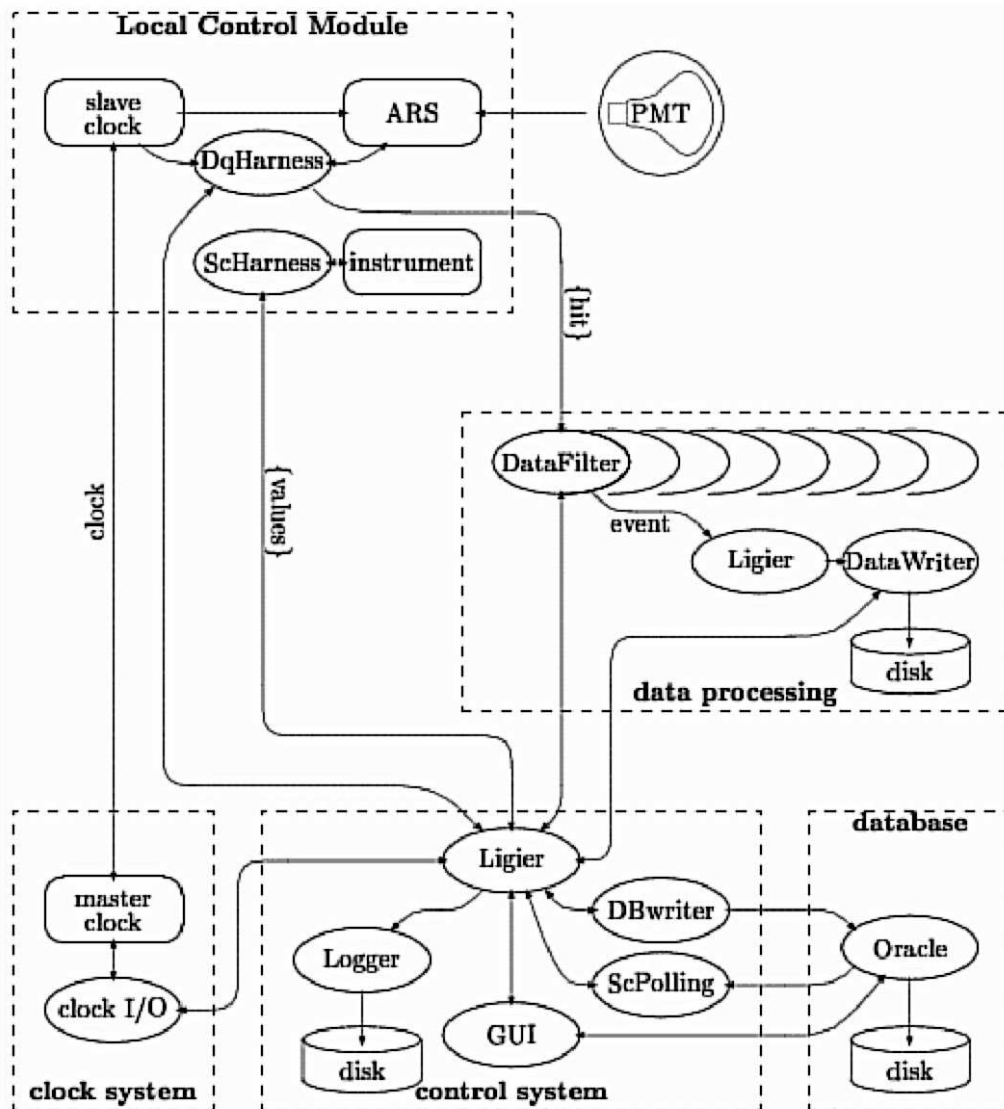 Local Control Module
slave
clock
ARS
PMT
DqHarness
ScHarness
instrument
{hit}
{values}
clock
DataFilter
event
Ligier
DataWriter
disk
data processing
database
Ligier
master
clock
DBwriter
Logger
Oracle
ScPolling
clock I/O
GUI
disk
disk
clock system
control system